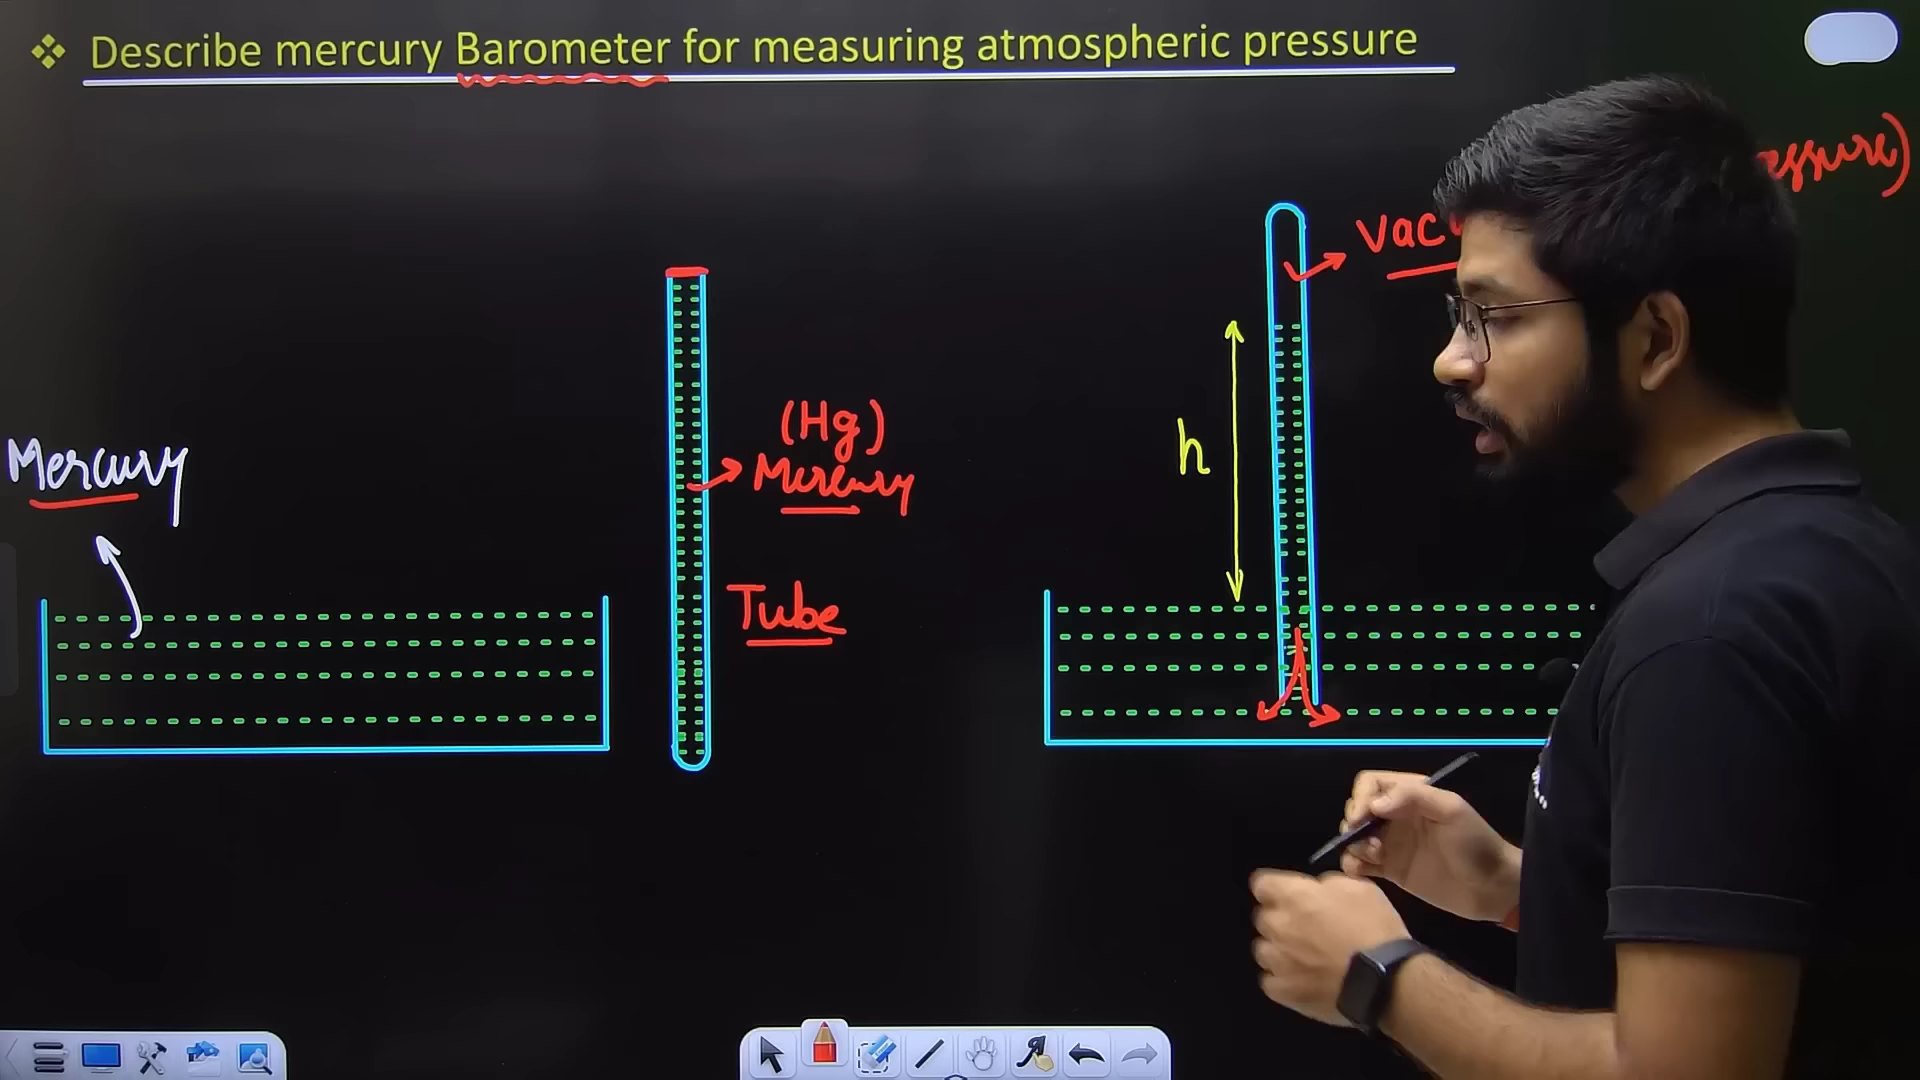 ❖ Describe mercury Barometer for measuring atmospheric pressure
(Hg)
Mercury
Mercury
Tube
h